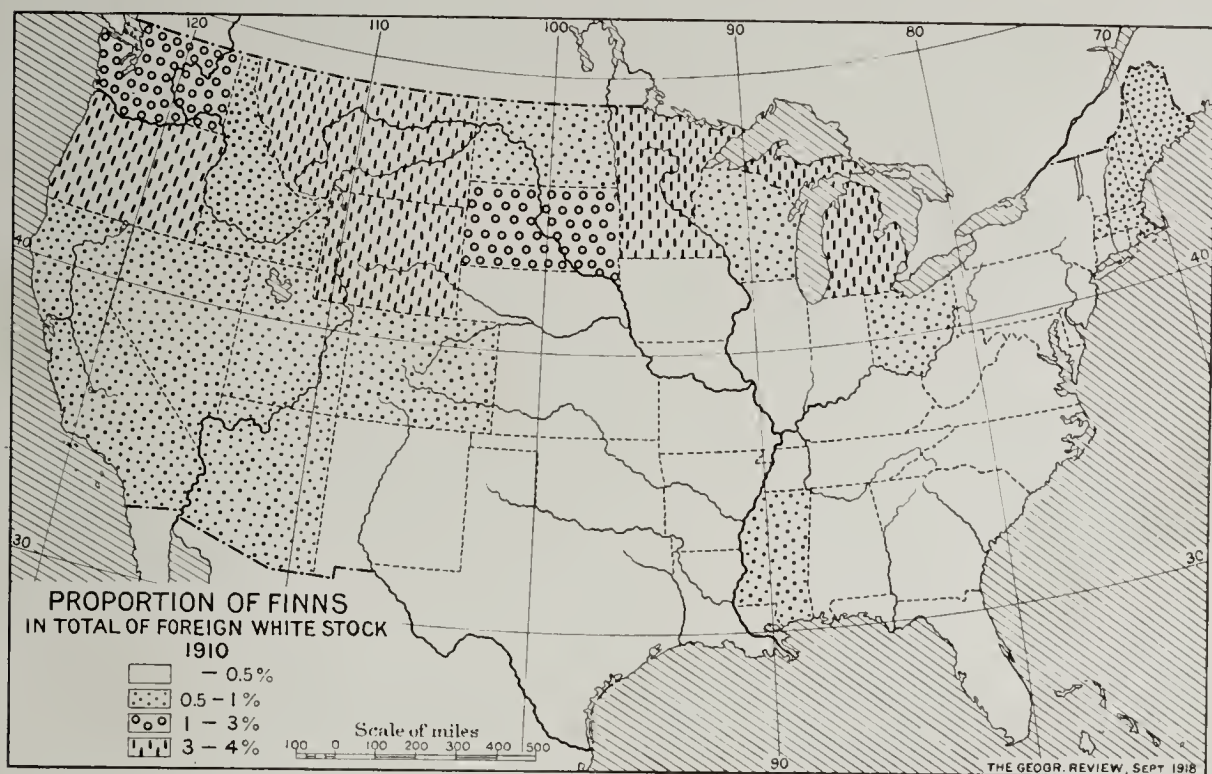 120
110
100
90
80
70
40
40
30
30
PROPORTION OF FINNS
IN TOTAL OF FOREIGN WHITE STOCK
1910
– 0.5%
0.5 – 1%
1 – 3%
3 – 4%
Scale of miles
100 0 100 200 300 400 500
90
THE GEOGR. REVIEW, SEPT 1918